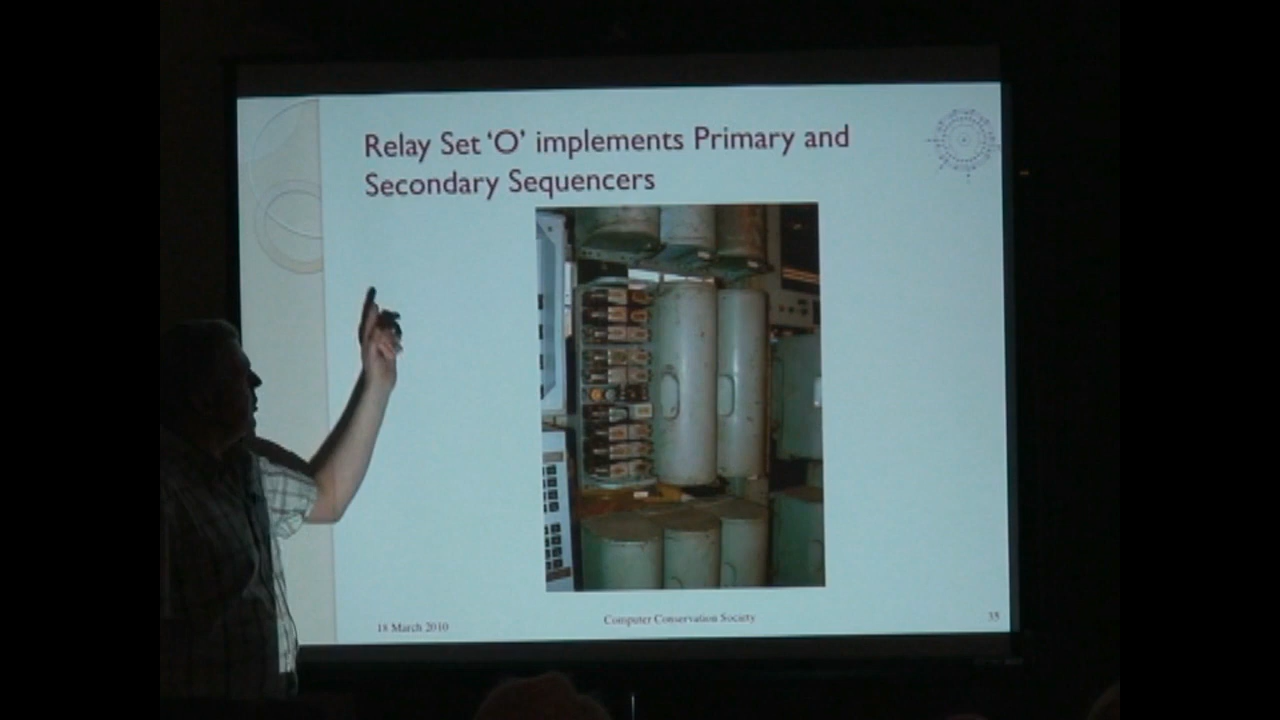 Relay Set ‘O’ implements Primary and
Secondary Sequencers
18 March 2010
Computer Conservation Society
35